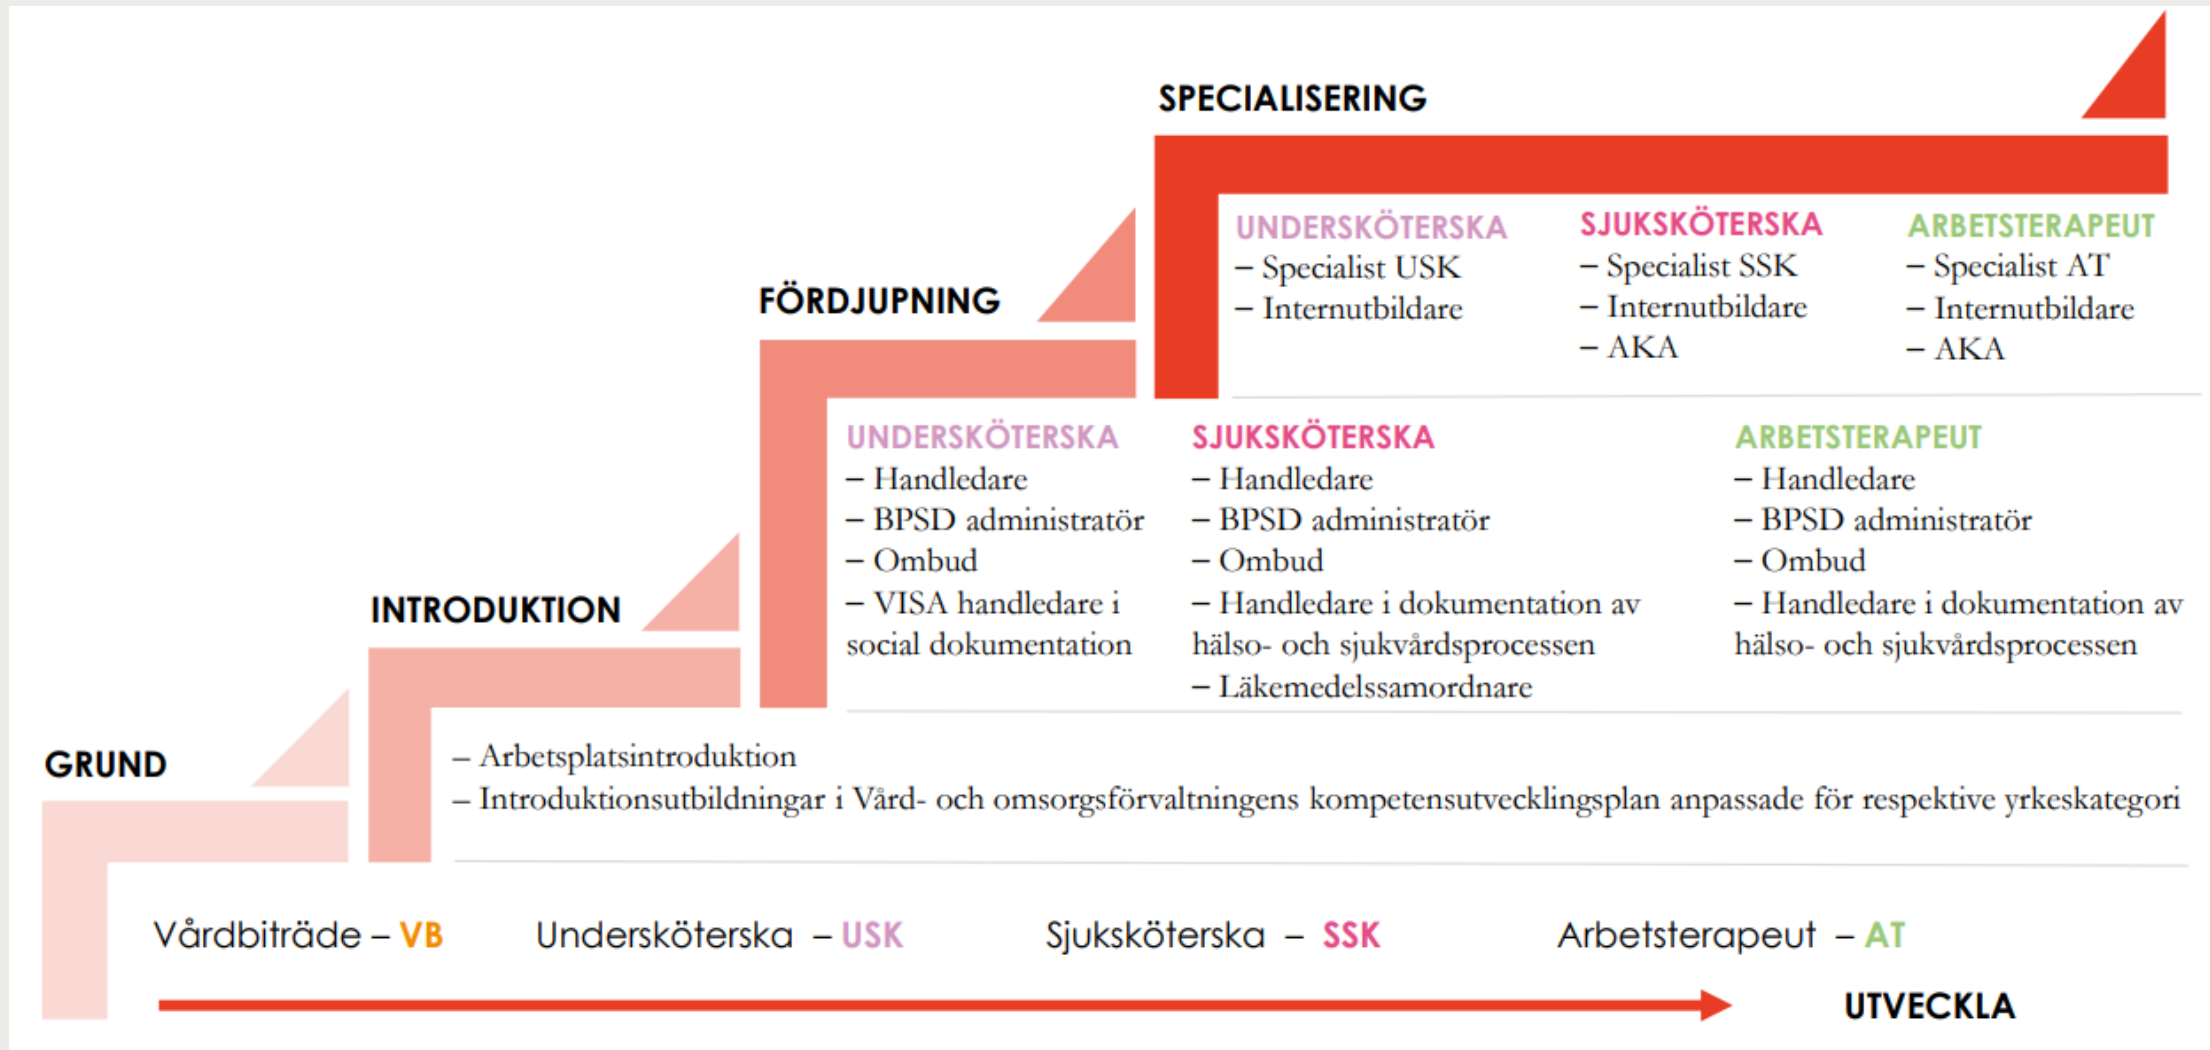 SPECIALISERING
UNDERSKÖTERSKA
– Specialist USK
– Internutbildare
SJUKSKÖTERSKA
– Specialist SSK
– Internutbildare
– AKA
ARBETSTERAPEUT
– Specialist AT
– Internutbildare
– AKA
FÖRDJUPNING
UNDERSKÖTERSKA
– Handledare
– BPSD administratör
– Ombud
– VISA handledare i
social dokumentation
SJUKSKÖTERSKA
– Handledare
– BPSD administratör
– Ombud
– Handledare i dokumentation av
hälso- och sjukvårdsprocessen
– Läkemedelssamordnare
ARBETSTERAPEUT
– Handledare
– BPSD administratör
– Ombud
– Handledare i dokumentation av
hälso- och sjukvårdsprocessen
INTRODUKTION
– Arbetsplatsintroduktion
– Introduktionsutbildningar i Vård- och omsorgsförvaltningens kompetensutvecklingsplan anpassade för respektive yrkeskategori
GRUND
Vårdbiträde – VB
Undersköterska – USK
Sjuksköterska – SSK
Arbetsterapeut – AT
UTVECKLA